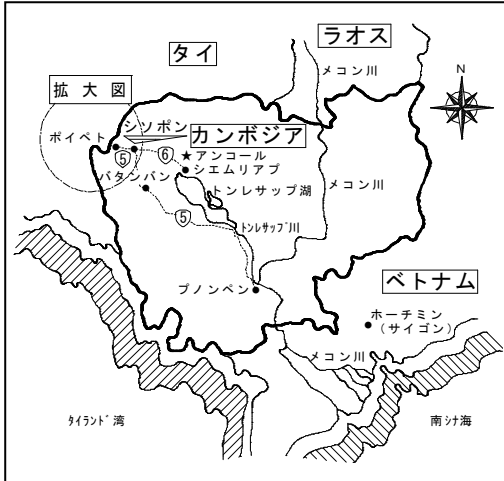 タイ
ラオス
メコン川
N
拡大図
シソポン
ポイペト
カンボジア
5
6
★アンコール
シエムリアプ
バタンバン
トンレサップ湖
メコン川
5
トンレサップ川
プノンペン
ベトナム
ホーチミン
(サイゴン)
メコン川
タイランド湾
南シナ海